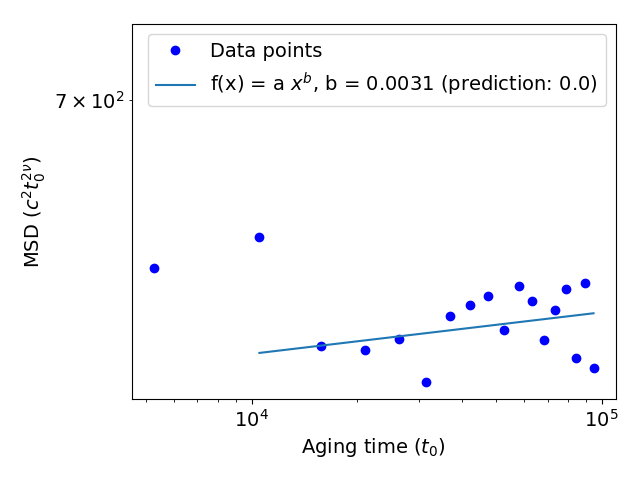 Data points
f(x) = a x^b, b = 0.0031 (prediction: 0.0)
7 × 10^2
MSD (c^2 t_0^{2ν})
10^4
10^5
Aging time (t_0)